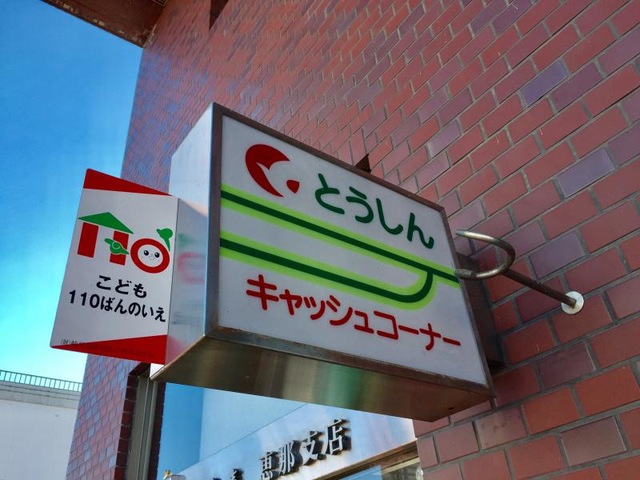 とうしん
キャッシュコーナー
110
こども
110ばんのいえ
恵那支店